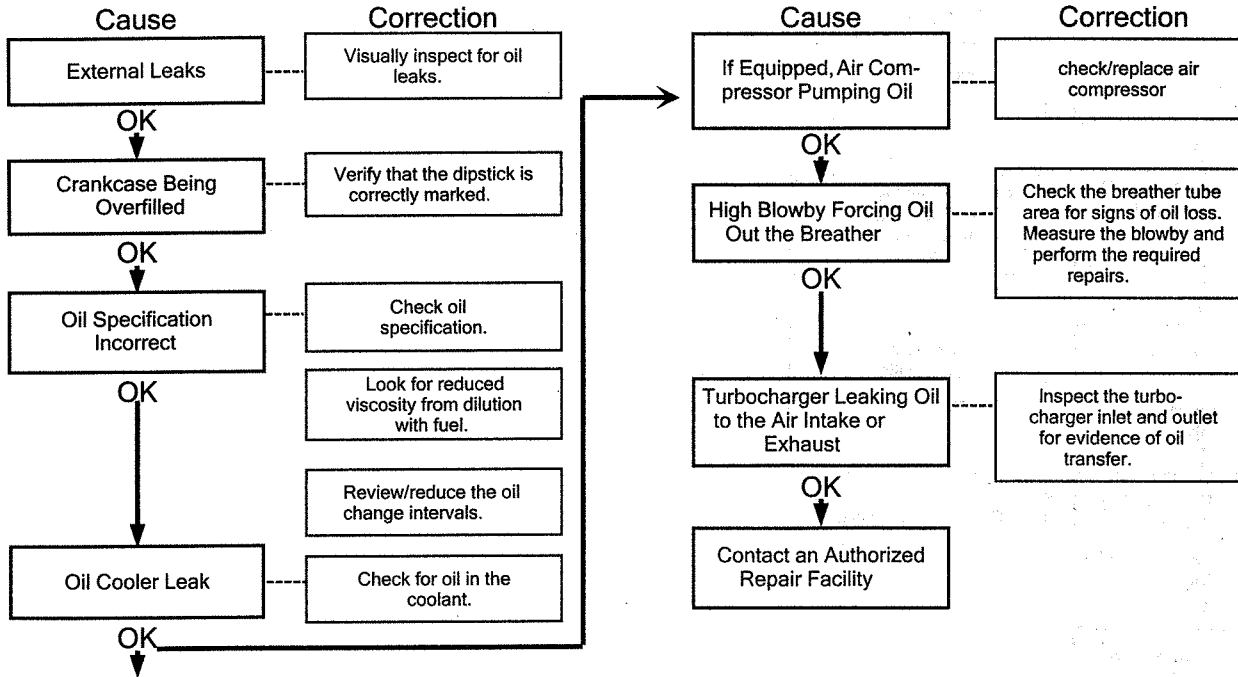 Cause
Correction
External Leaks
Visually inspect for oil
leaks.
OK
Crankcase Being
Overfilled
Verify that the dipstick is
correctly marked.
OK
Oil Specification
Incorrect
Check oil
specification.
OK
Look for reduced
viscosity from dilution
with fuel.
Review/reduce the oil
change intervals.
Oil Cooler Leak
Check for oil in the
coolant.
OK
Cause
Correction
If Equipped, Air Com-
pressor Pumping Oil
check/replace air
compressor
OK
High Blowby Forcing Oil
Out the Breather
Check the breather tube
area for signs of oil loss.
Measure the blowby and
perform the required
repairs.
OK
Turbocharger Leaking Oil
to the Air Intake or
Exhaust
Inspect the turbo-
charger inlet and outlet
for evidence of oil
transfer.
OK
Contact an Authorized
Repair Facility